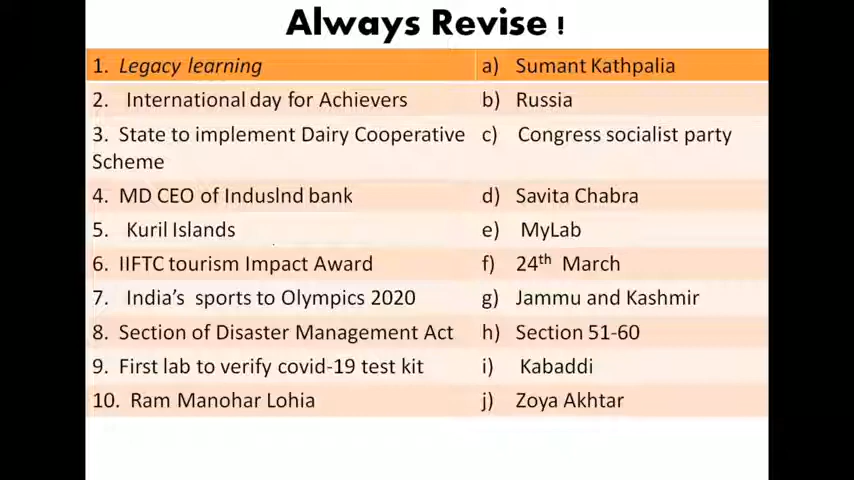 Always Revise !
1. Legacy learning a) Sumant Kathpalia
2. International day for Achievers b) Russia
3. State to implement Dairy Cooperative c) Congress socialist party
Scheme
4. MD CEO of IndusInd bank d) Savita Chabra
5. Kuril Islands e) MyLab
6. IIFTC tourism Impact Award f) 24th March
7. India's sports to Olympics 2020 g) Jammu and Kashmir
8. Section of Disaster Management Act h) Section 51-60
9. First lab to verify covid-19 test kit i) Kabaddi
10. Ram Manohar Lohia j) Zoya Akhtar